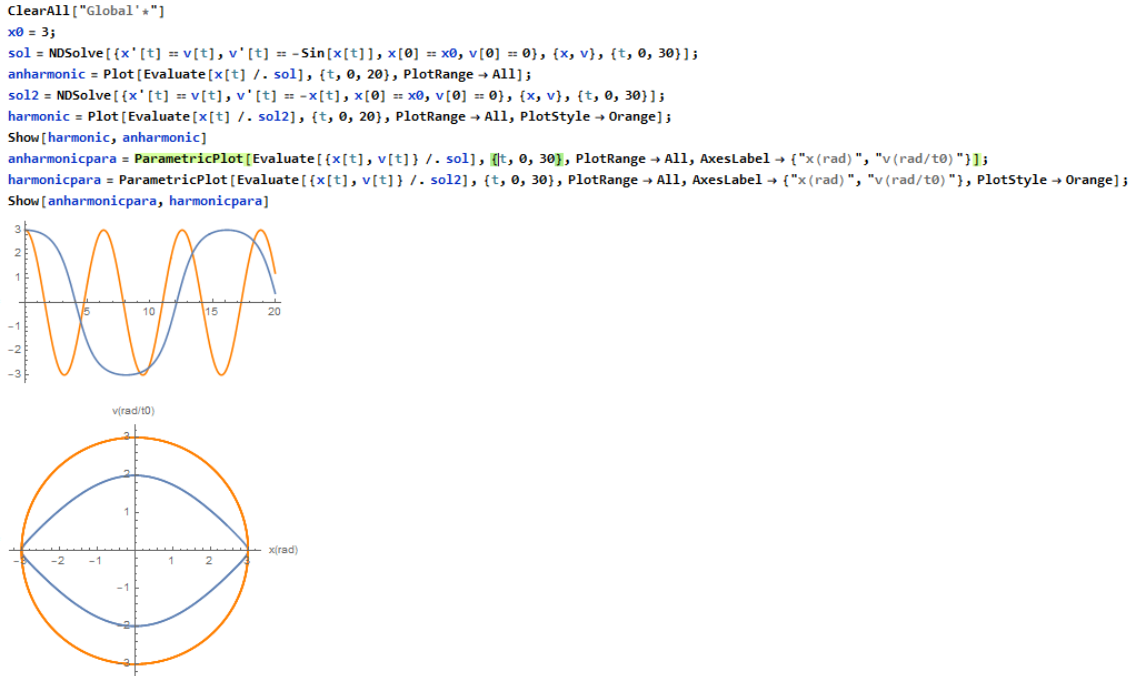 ClearAll["Global`*"]
x0 = 3;
sol = NDSolve[{x'[t] == v[t], v'[t] == -Sin[x[t]], x[0] == x0, v[0] == 0}, {x, v}, {t, 0, 30}];
anharmonic = Plot[Evaluate[x[t] /. sol], {t, 0, 20}, PlotRange → All];
sol2 = NDSolve[{x'[t] == v[t], v'[t] == -x[t], x[0] == x0, v[0] == 0}, {x, v}, {t, 0, 30}];
harmonic = Plot[Evaluate[x[t] /. sol2], {t, 0, 20}, PlotRange → All, PlotStyle → Orange];
Show[harmonic, anharmonic]
anharmonicpara = ParametricPlot[Evaluate[{x[t], v[t]} /. sol], {t, 0, 30}, PlotRange → All, AxesLabel → {"x(rad)", "v(rad/t0)"}];
harmonicpara = ParametricPlot[Evaluate[{x[t], v[t]} /. sol2], {t, 0, 30}, PlotRange → All, AxesLabel → {"x(rad)", "v(rad/t0)"}, PlotStyle → Orange];
Show[anharmonicpara, harmonicpara]
3
2
1
5 10 15 20
-1
-2
-3
v(rad/t0)
3
2
1
x(rad)
-3 -2 -1 1 2 3
-1
-2
-3